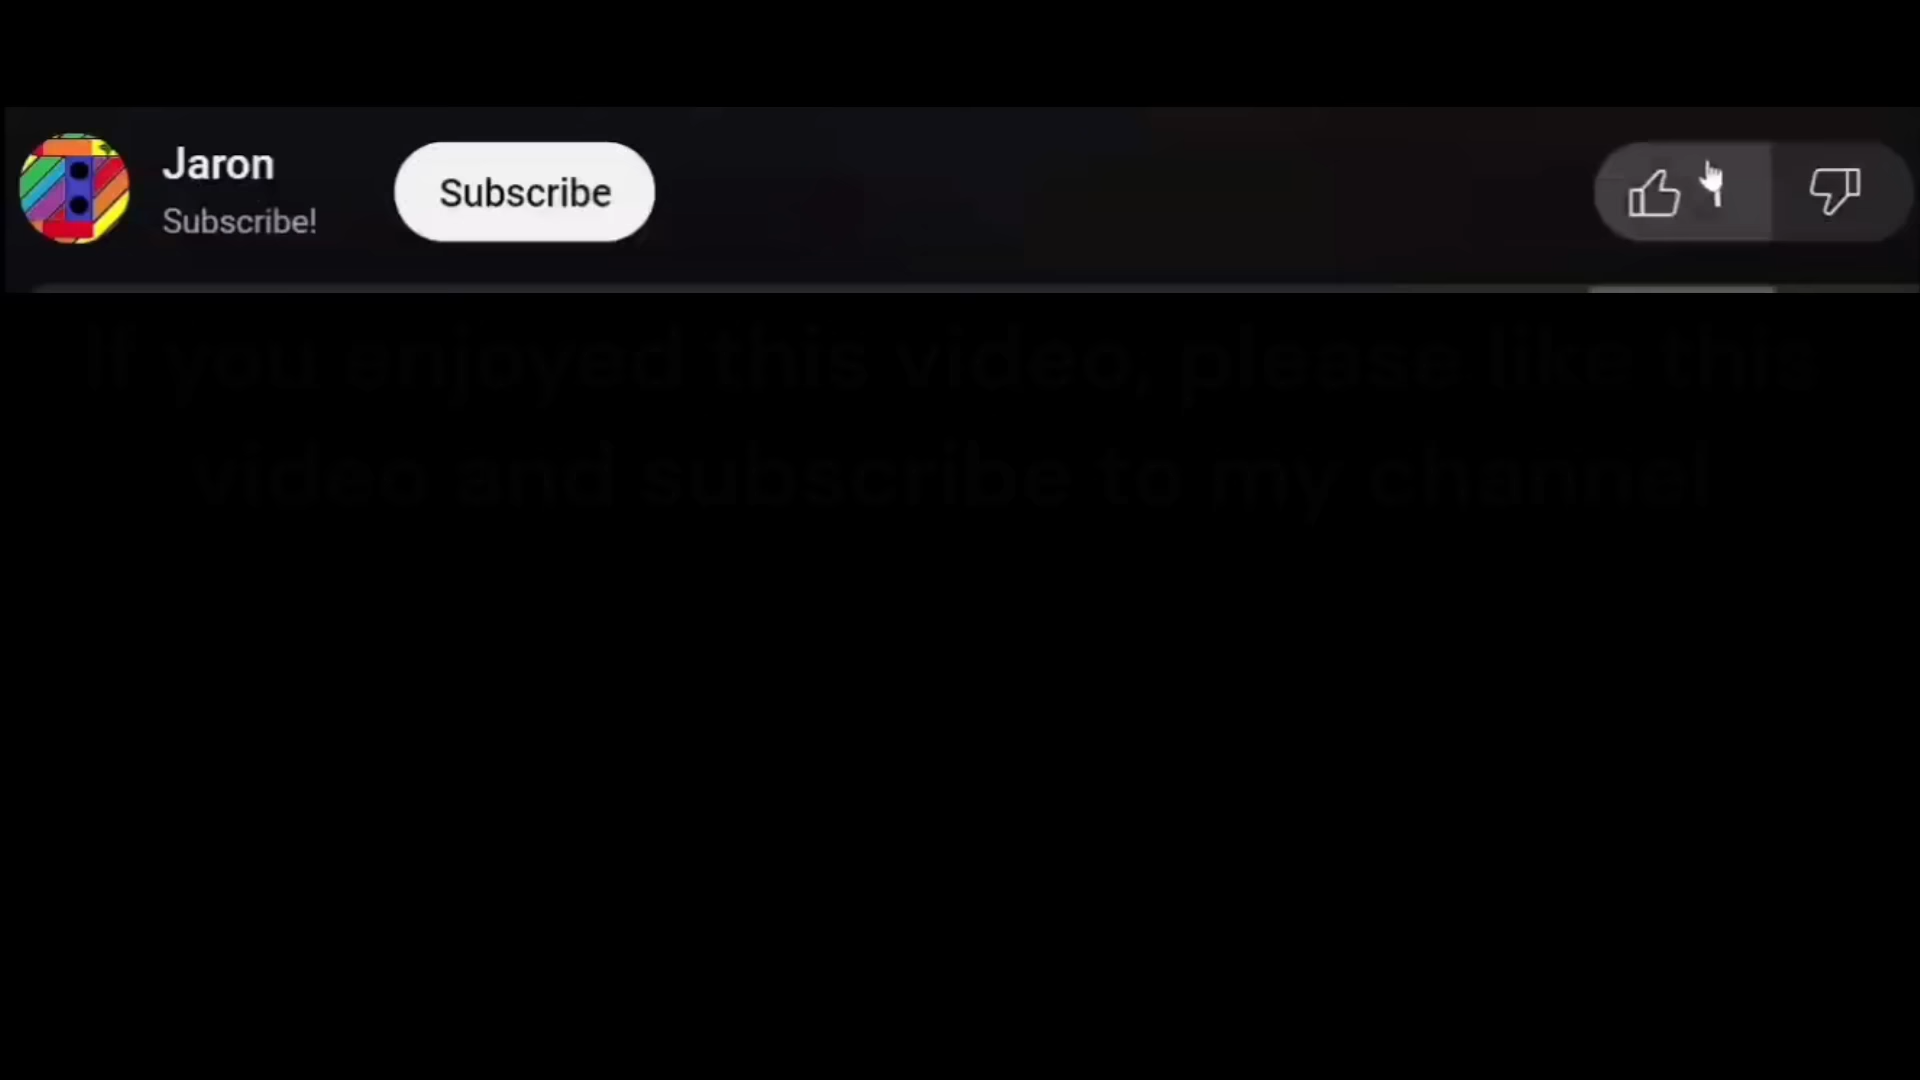 Jaron
Subscribe!
Subscribe
If you enjoyed this video, please like this
video and subscribe to my channel